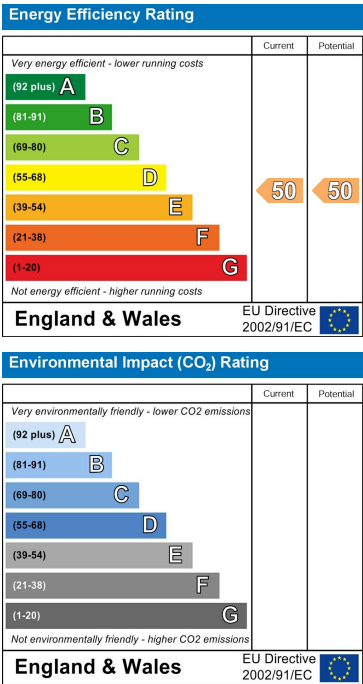 Energy Efficiency Rating
Current Potential
Very energy efficient - lower running costs
(92 plus) A
(81-91) B
(69-80) C
(55-68) D
50 50
(39-54) E
(21-38) F
(1-20) G
Not energy efficient - higher running costs
England & Wales
EU Directive
2002/91/EC
Environmental Impact (CO₂) Rating
Current Potential
Very environmentally friendly - lower CO2 emissions
(92 plus) A
(81-91) B
(69-80) C
(55-68) D
(39-54) E
(21-38) F
(1-20) G
Not environmentally friendly - higher CO2 emissions
England & Wales
EU Directive
2002/91/EC